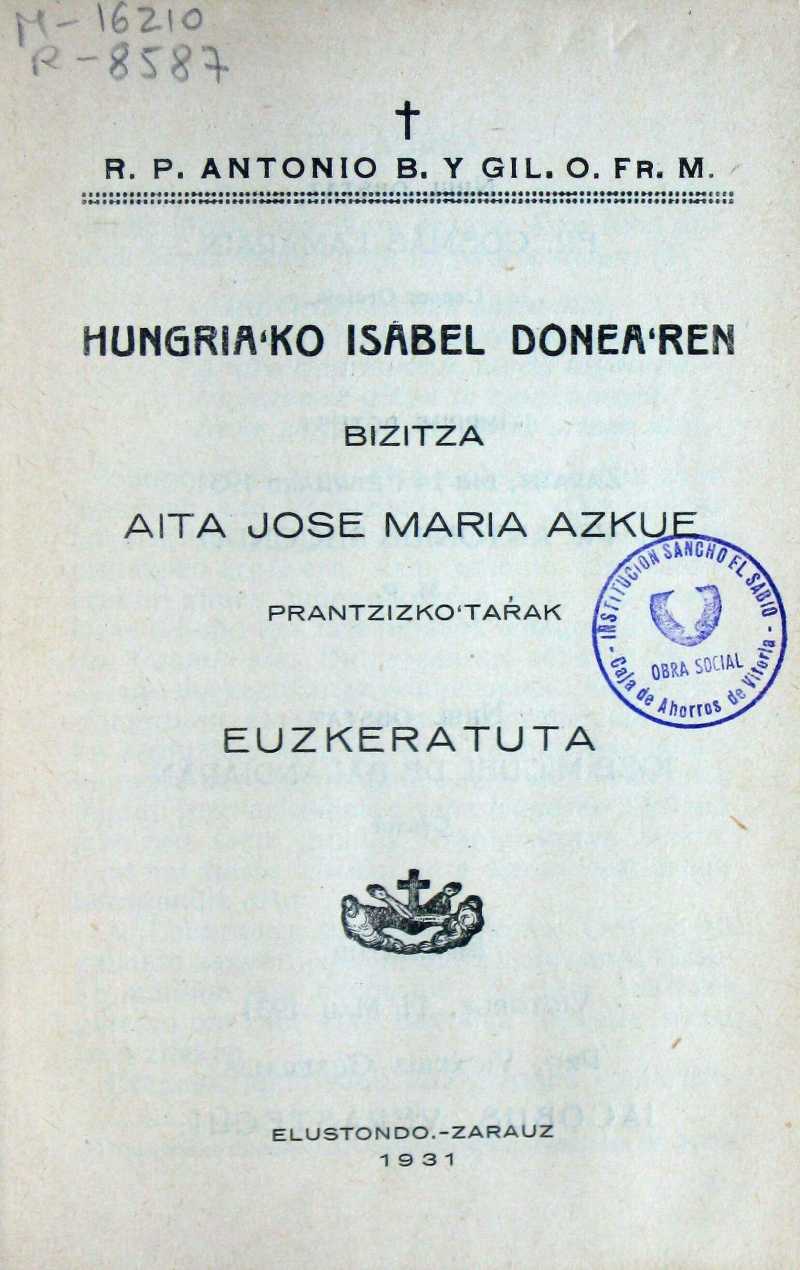 M-16210
R-8587
†
R. P. ANTONIO B. Y GIL. O. FR. M.
HUNGRIA'KO ISABEL DONEA'REN
BIZITZA
AITA JOSE MARIA AZKUE
PRANTZIZKO'TAŔAK
EUZKERATUTA
INSTITUCION SANCHO EL SABIO
OBRA SOCIAL
Caja de Ahorros de Vitoria
ELUSTONDO.-ZARAUZ
1931